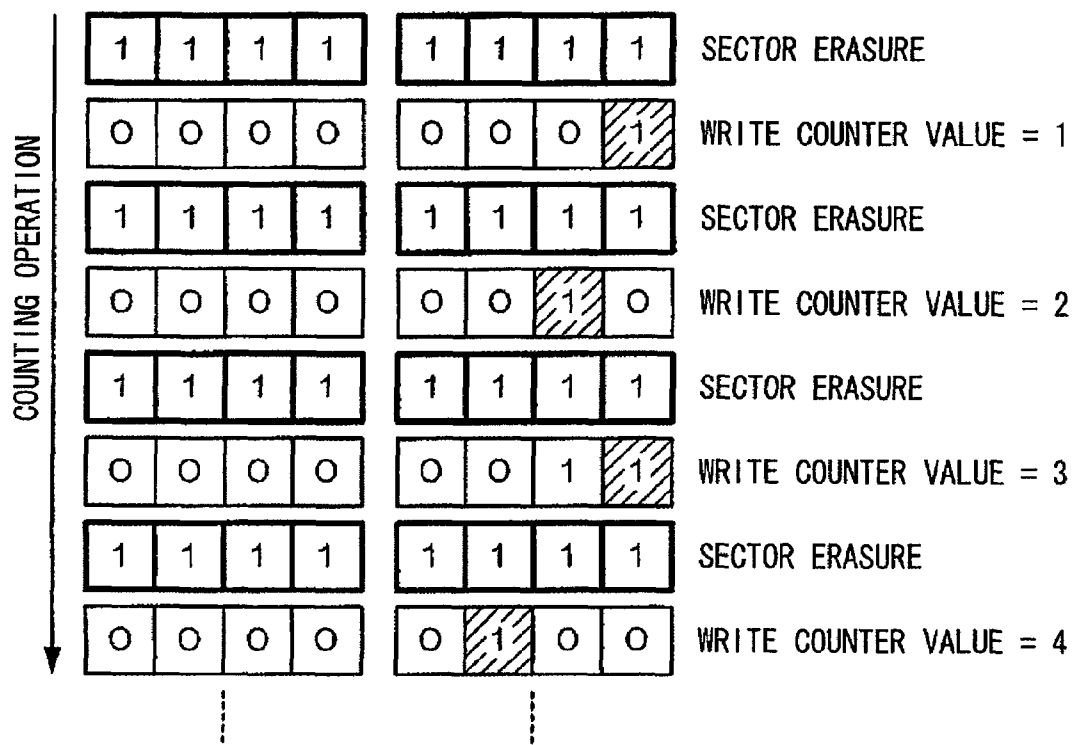 1 1 1 1 1 1 1 1 SECTOR ERASURE
0 0 0 0 0 0 0 1 WRITE COUNTER VALUE = 1
1 1 1 1 1 1 1 1 SECTOR ERASURE
0 0 0 0 0 0 1 0 WRITE COUNTER VALUE = 2
1 1 1 1 1 1 1 1 SECTOR ERASURE
0 0 0 0 0 0 1 1 WRITE COUNTER VALUE = 3
1 1 1 1 1 1 1 1 SECTOR ERASURE
0 0 0 0 0 1 0 0 WRITE COUNTER VALUE = 4
COUNTING OPERATION